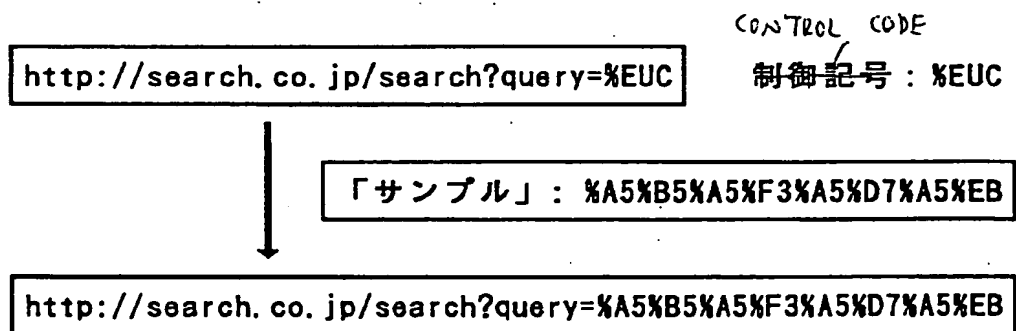 CONTROL CODE
http://search.co.jp/search?query=%EUC
制御記号：%EUC
「サンプル」：%A5%B5%A5%F3%A5%D7%A5%EB
http://search.co.jp/search?query=%A5%B5%A5%F3%A5%D7%A5%EB